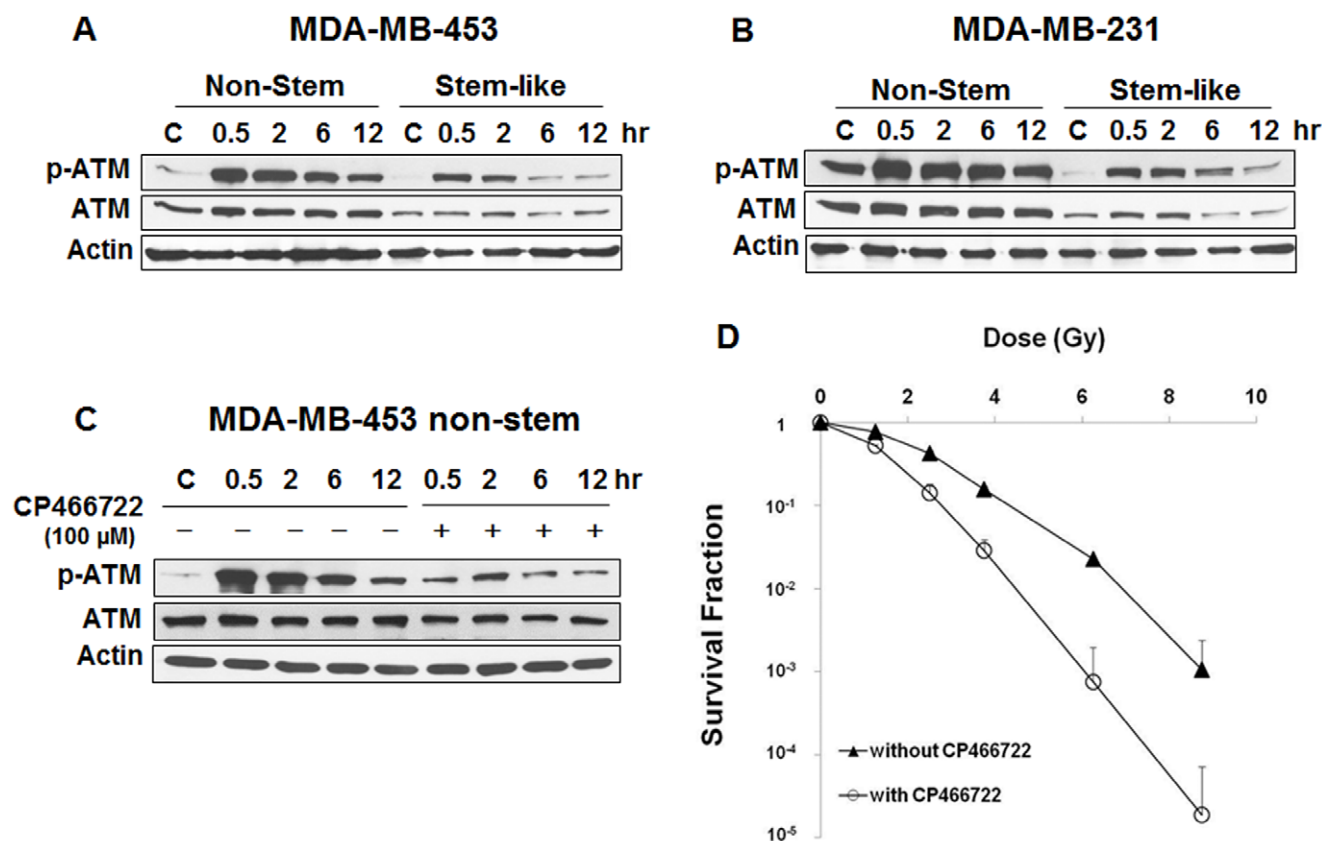 A
MDA-MB-453
Non-Stem Stem-like
C 0.5 2 6 12 C 0.5 2 6 12 hr
p-ATM
ATM
Actin
B
MDA-MB-231
Non-Stem Stem-like
C 0.5 2 6 12 C 0.5 2 6 12 hr
p-ATM
ATM
Actin
C
MDA-MB-453 non-stem
C 0.5 2 6 12 0.5 2 6 12 hr
CP466722
(100 µM) – – – – – + + + +
p-ATM
ATM
Actin
D
Dose (Gy)
0 2 4 6 8 10
1
10-1
10-2
10-3
10-4
10-5
Survival Fraction
without CP466722
with CP466722